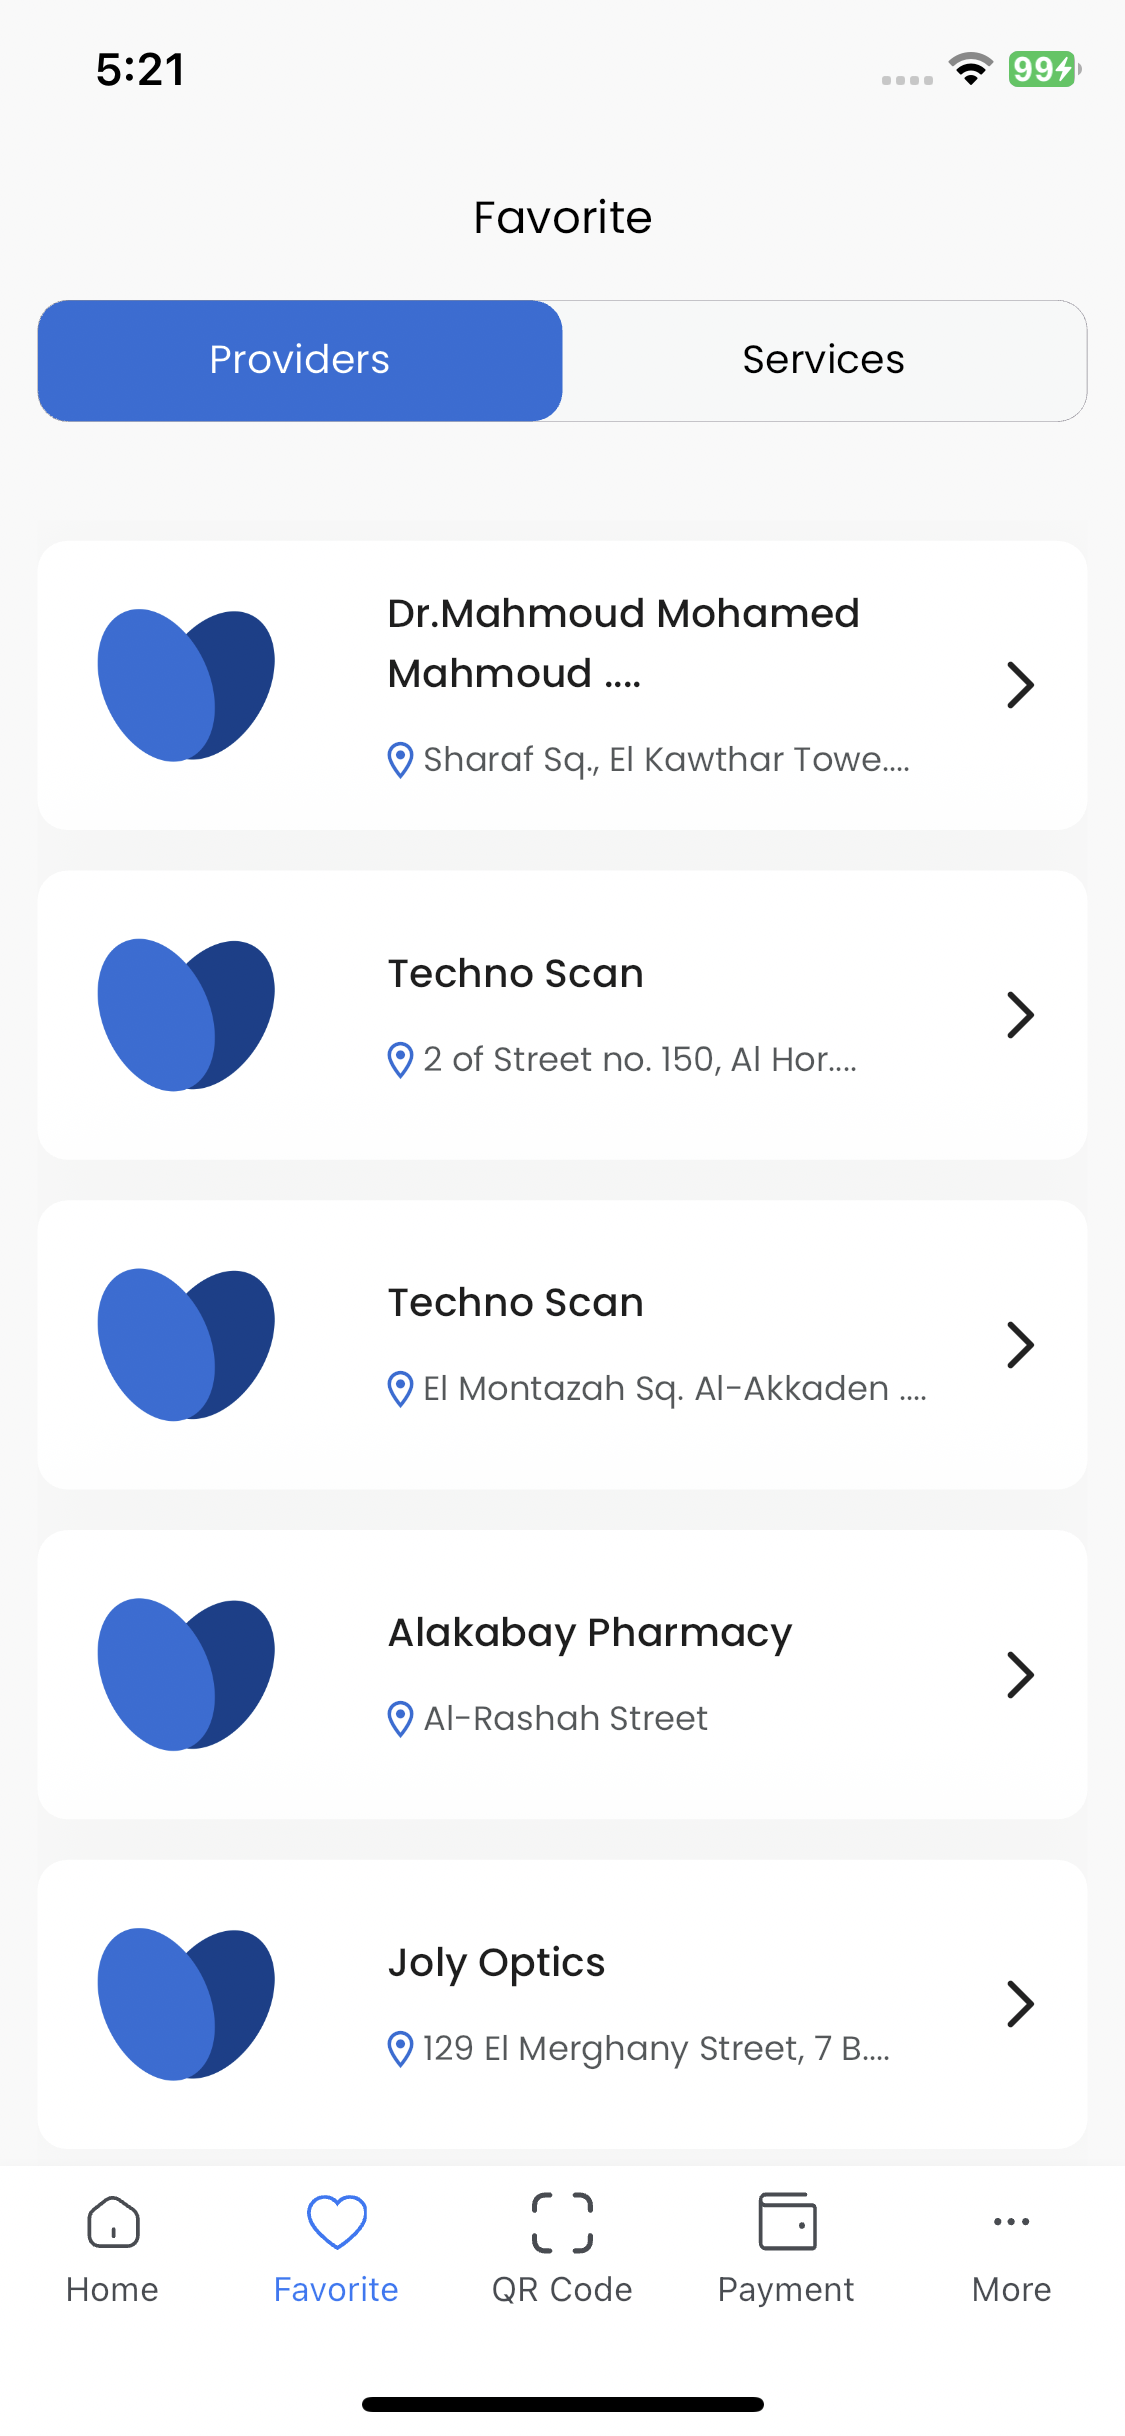 5:21
99
Favorite
Providers
Services
Dr.Mahmoud Mohamed
Mahmoud ....
Sharaf Sq., El Kawthar Towe....
Techno Scan
2 of Street no. 150, Al Hor....
Techno Scan
El Montazah Sq. Al-Akkaden ....
Alakabay Pharmacy
Al-Rashah Street
Joly Optics
129 El Merghany Street, 7 B....
Home
Favorite
QR Code
Payment
More